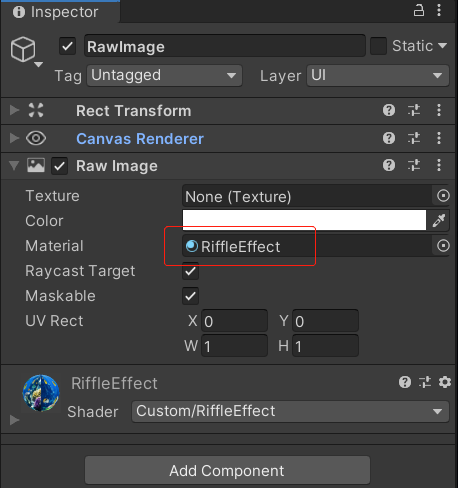 Inspector
RawImage Static
Tag Untagged Layer UI
Rect Transform
Canvas Renderer
Raw Image
Texture None (Texture)
Color
Material RiffleEffect
Raycast Target
Maskable
UV Rect X 0 Y 0
W 1 H 1
RiffleEffect
Shader Custom/RiffleEffect
Add Component